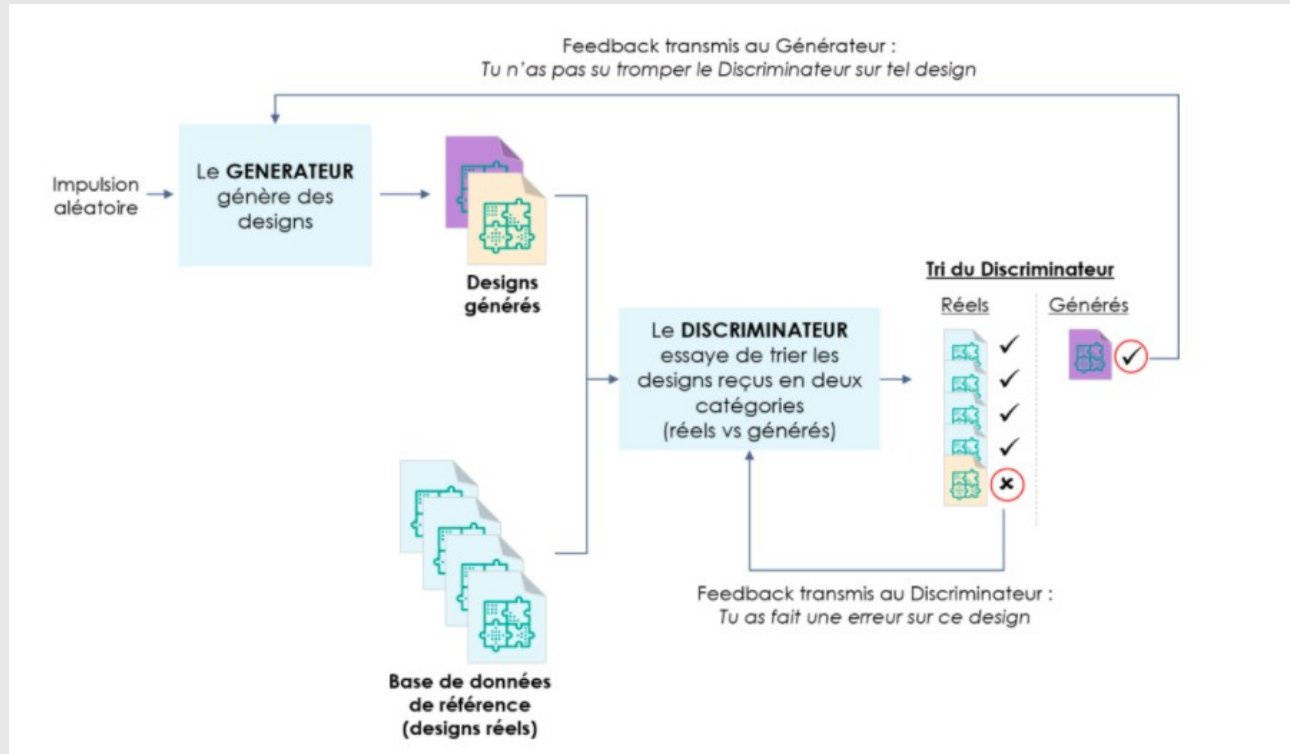 Feedback transmis au Générateur :
Tu n'as pas su tromper le Discriminateur sur tel design
Impulsion
aléatoire
Le GENERATEUR
génère des
designs
Designs
générés
Tri du Discriminateur
Réels
Générés
Le DISCRIMINATEUR
essaye de trier les
designs reçus en deux
catégories
(réels vs générés)
Feedback transmis au Discriminateur :
Tu as fait une erreur sur ce design
Base de données
de référence
(designs réels)